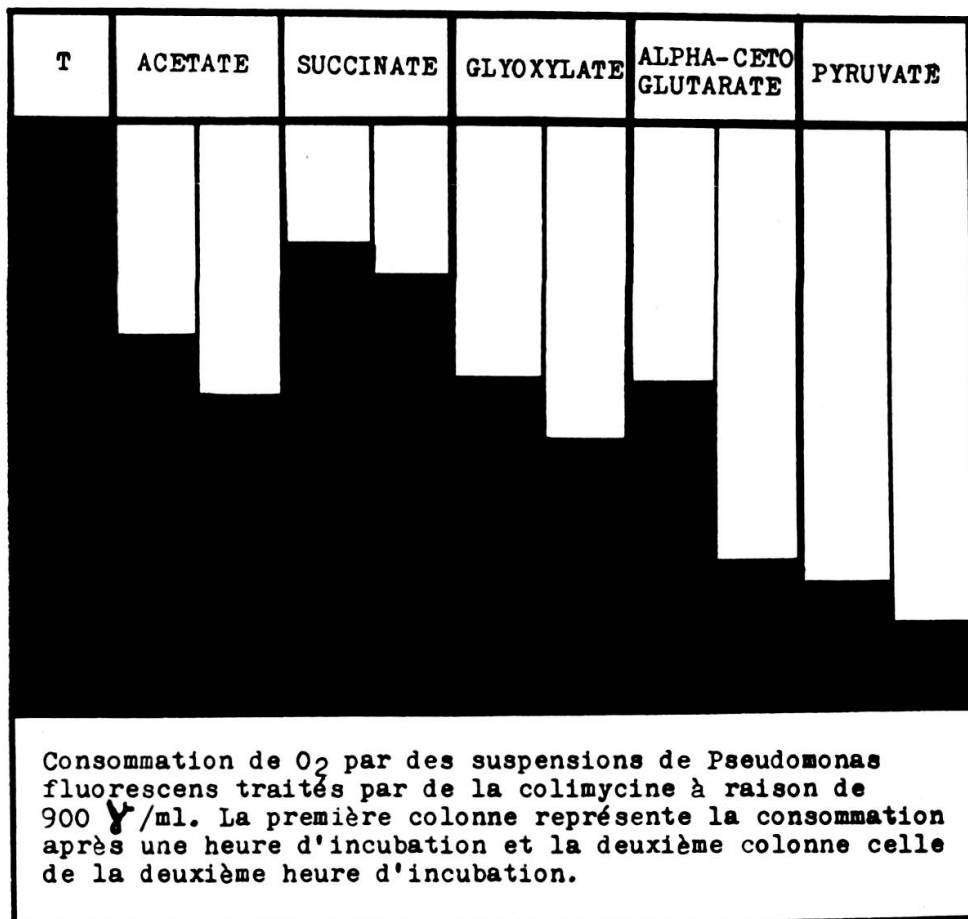 T ACETATE SUCCINATE GLYOXYLATE ALPHA-CETO GLUTARATE PYRUVATE
Consommation de O2 par des suspensions de Pseudomonas
fluorescens traités par de la colimycine à raison de
900 γ/ml. La première colonne représente la consommation
après une heure d'incubation et la deuxième colonne celle
de la deuxième heure d'incubation.